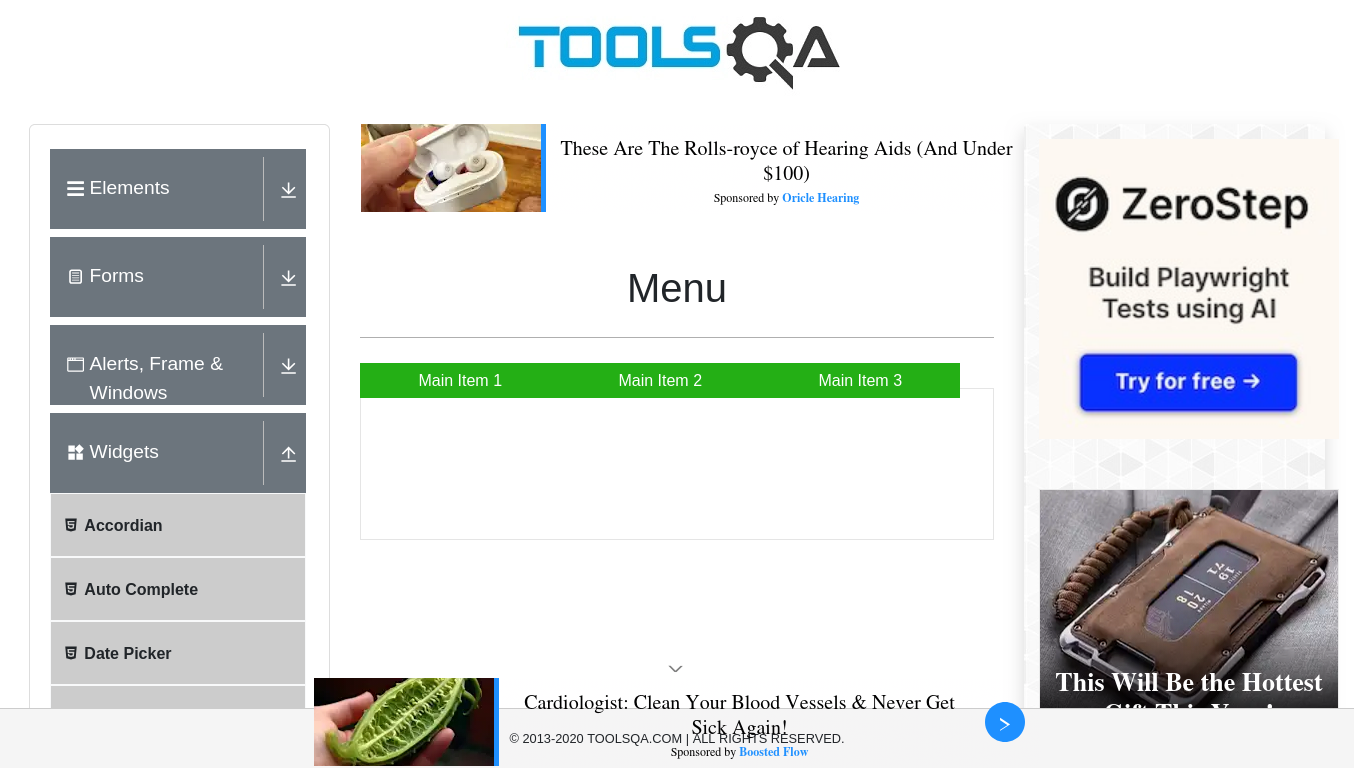 TOOLSQA
Elements
Forms
Alerts, Frame &
Windows
Widgets
Accordian
Auto Complete
Date Picker
These Are The Rolls-royce of Hearing Aids (And Under
$100)
Sponsored by Oricle Hearing
Menu
Main Item 1
Main Item 2
Main Item 3
ZeroStep
Build Playwright
Tests using AI
Try for free →
This Will Be the Hottest
Cardiologist: Clean Your Blood Vessels & Never Get
Sick Again!
Sponsored by Boosted Flow
© 2013-2020 TOOLSQA.COM | ALL RIGHTS RESERVED.